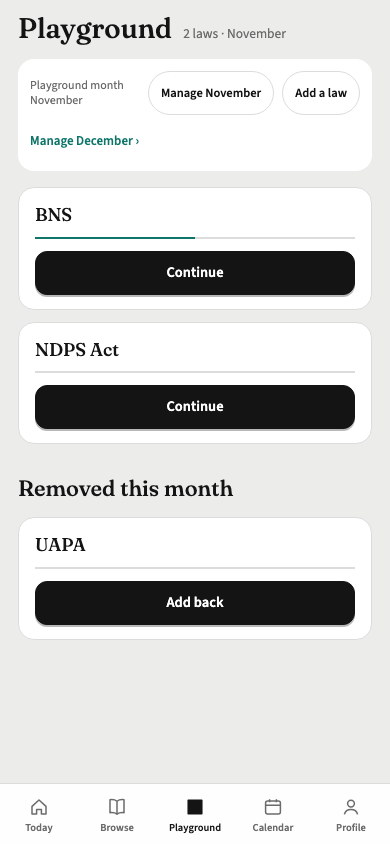 Playground 2 laws · November
Playground month
November
Manage November
Add a law
Manage December ›
BNS
Continue
NDPS Act
Continue
Removed this month
UAPA
Add back
Today
Browse
Playground
Calendar
Profile